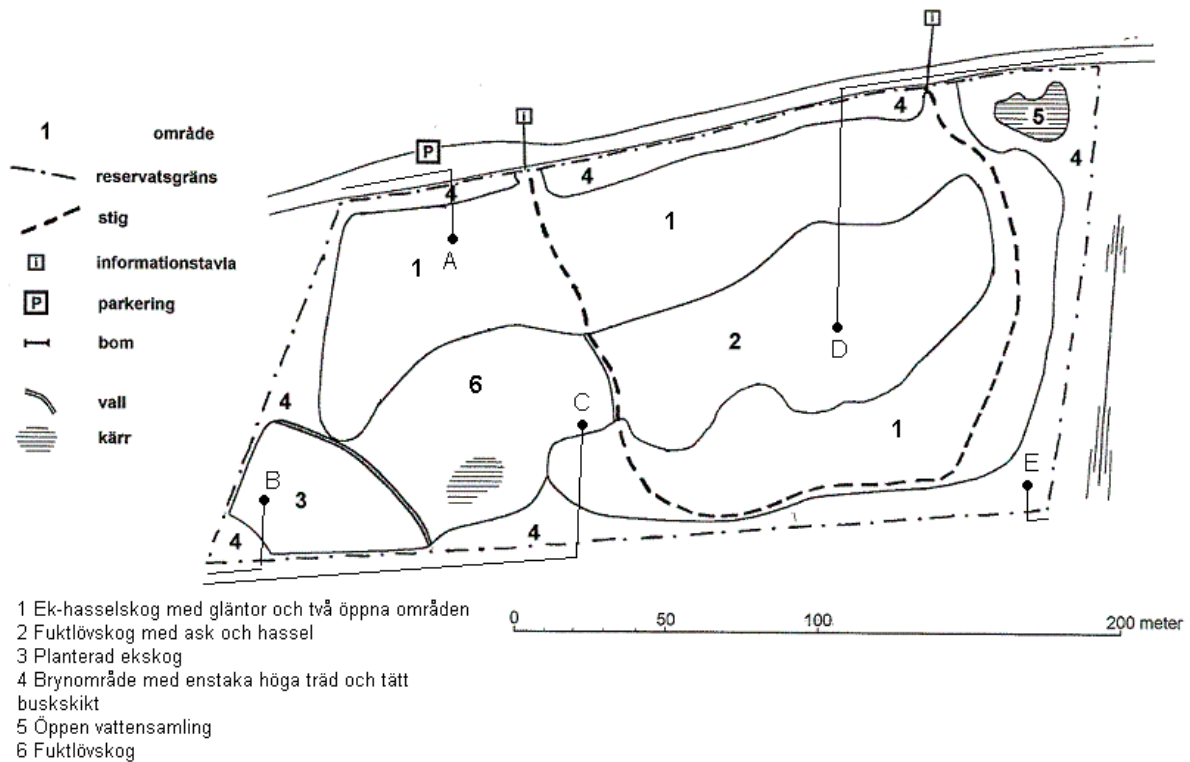 i
1 område
reservatsgräns
stig
i informationstavla
P parkering
bom
vall
kärr
i
P
4
4
4
5
4
1
1
A
2
D
6
C
4
1
B
3
E
4
4
0 50 100 200 meter
1 Ek-hasselskog med gläntor och två öppna områden
2 Fuktlövskog med ask och hassel
3 Planterad ekskog
4 Brynområde med enstaka höga träd och tätt
buskskikt
5 Öppen vattensamling
6 Fuktlövskog